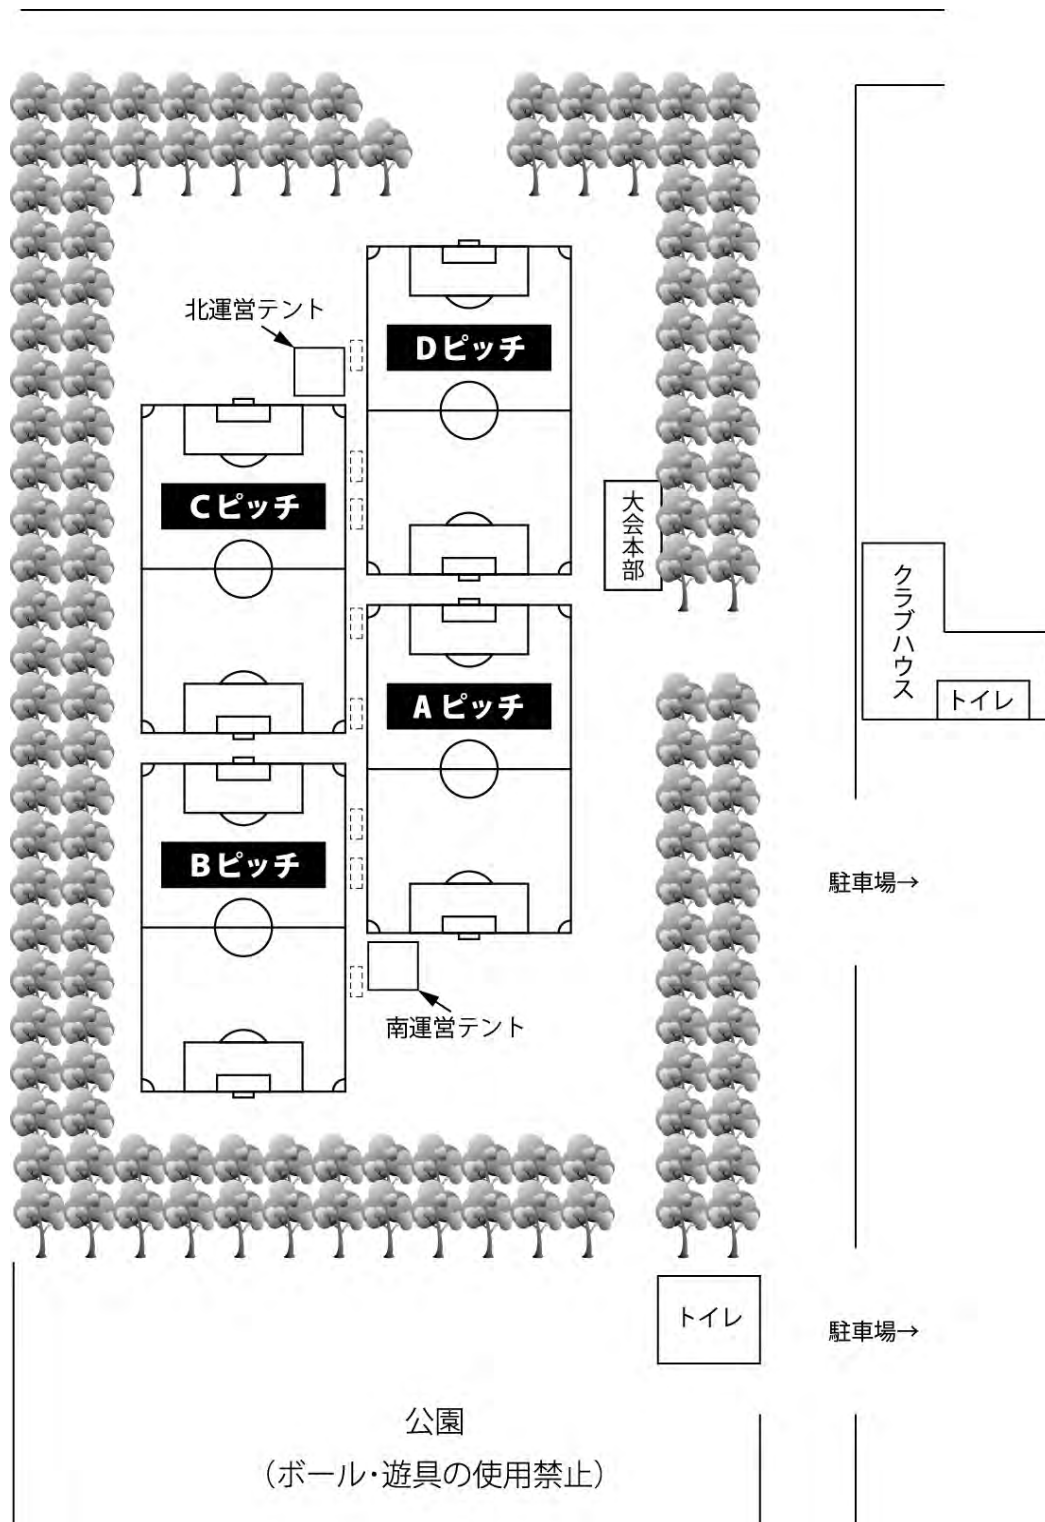 北運営テント
Dピッチ
Cピッチ
大会本部
クラブハウス
トイレ
Aピッチ
Bピッチ
駐車場→
南運営テント
トイレ
駐車場→
公園
（ボール・遊具の使用禁止）